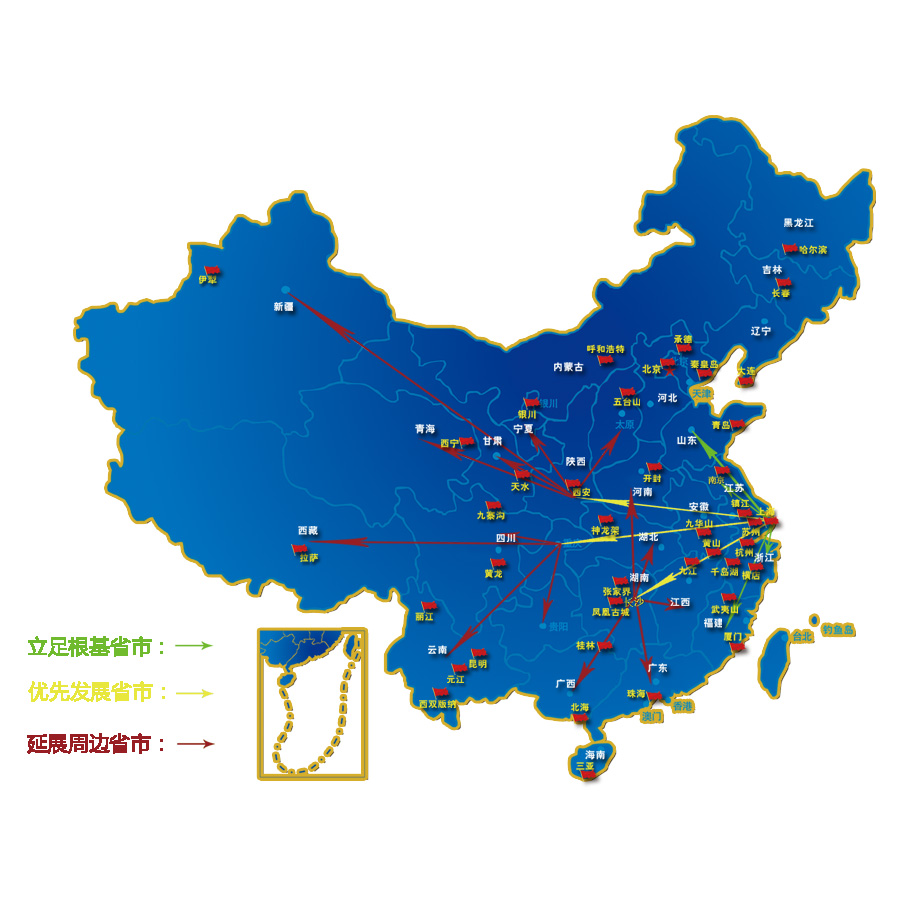 黑龙江
哈尔滨
吉林
长春
伊犁
新疆
辽宁
承德
呼和浩特
内蒙古
北京
秦皇岛
大连
天津
河北
五台山
银川
银川
太原
宁夏
青岛
青海
西宁
甘肃
山东
陕西
开封
天水
西安
河南
南京
江苏
九寨沟
安徽
镇江
上海
神龙架
九华山
苏州
西藏
四川
湖北
黄山
杭州
浙江
拉萨
黄龙
九江
千岛湖
横店
湖南
张家界
长沙
江西
凤凰古城
武夷山
丽江
贵阳
福建
厦门
台北
钓鱼岛
立足根基省市：
云南
昆明
桂林
元江
广东
广西
优先发展省市：
西双版纳
珠海
香港
北海
澳门
延展周边省市：
海南
三亚